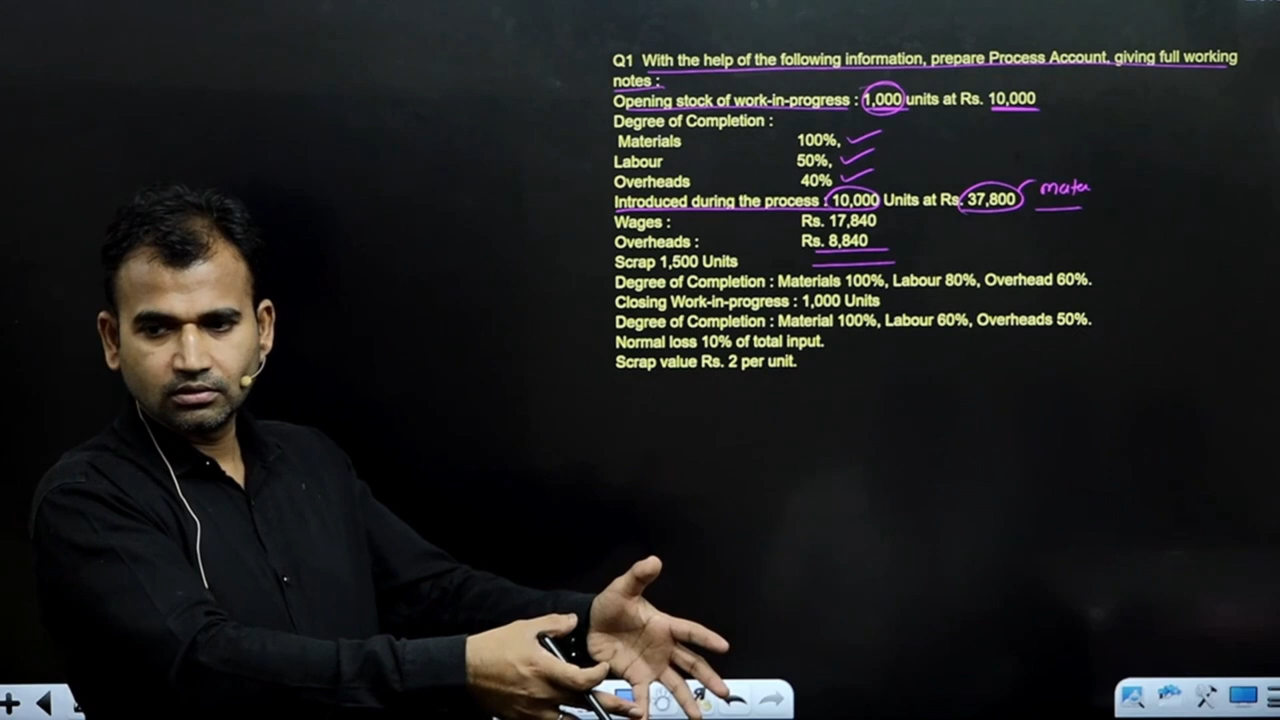 Q1 With the help of the following information, prepare Process Account, giving full working
notes :
Opening stock of work-in-progress : 1,000 units at Rs. 10,000
Degree of Completion :
Materials 100%,
Labour 50%,
Overheads 40%
Introduced during the process : 10,000 Units at Rs. 37,800 mate
Wages : Rs. 17,840
Overheads : Rs. 8,840
Scrap 1,500 Units
Degree of Completion : Materials 100%, Labour 80%, Overhead 60%.
Closing Work-in-progress : 1,000 Units
Degree of Completion : Material 100%, Labour 60%, Overheads 50%.
Normal loss 10% of total input.
Scrap value Rs. 2 per unit.